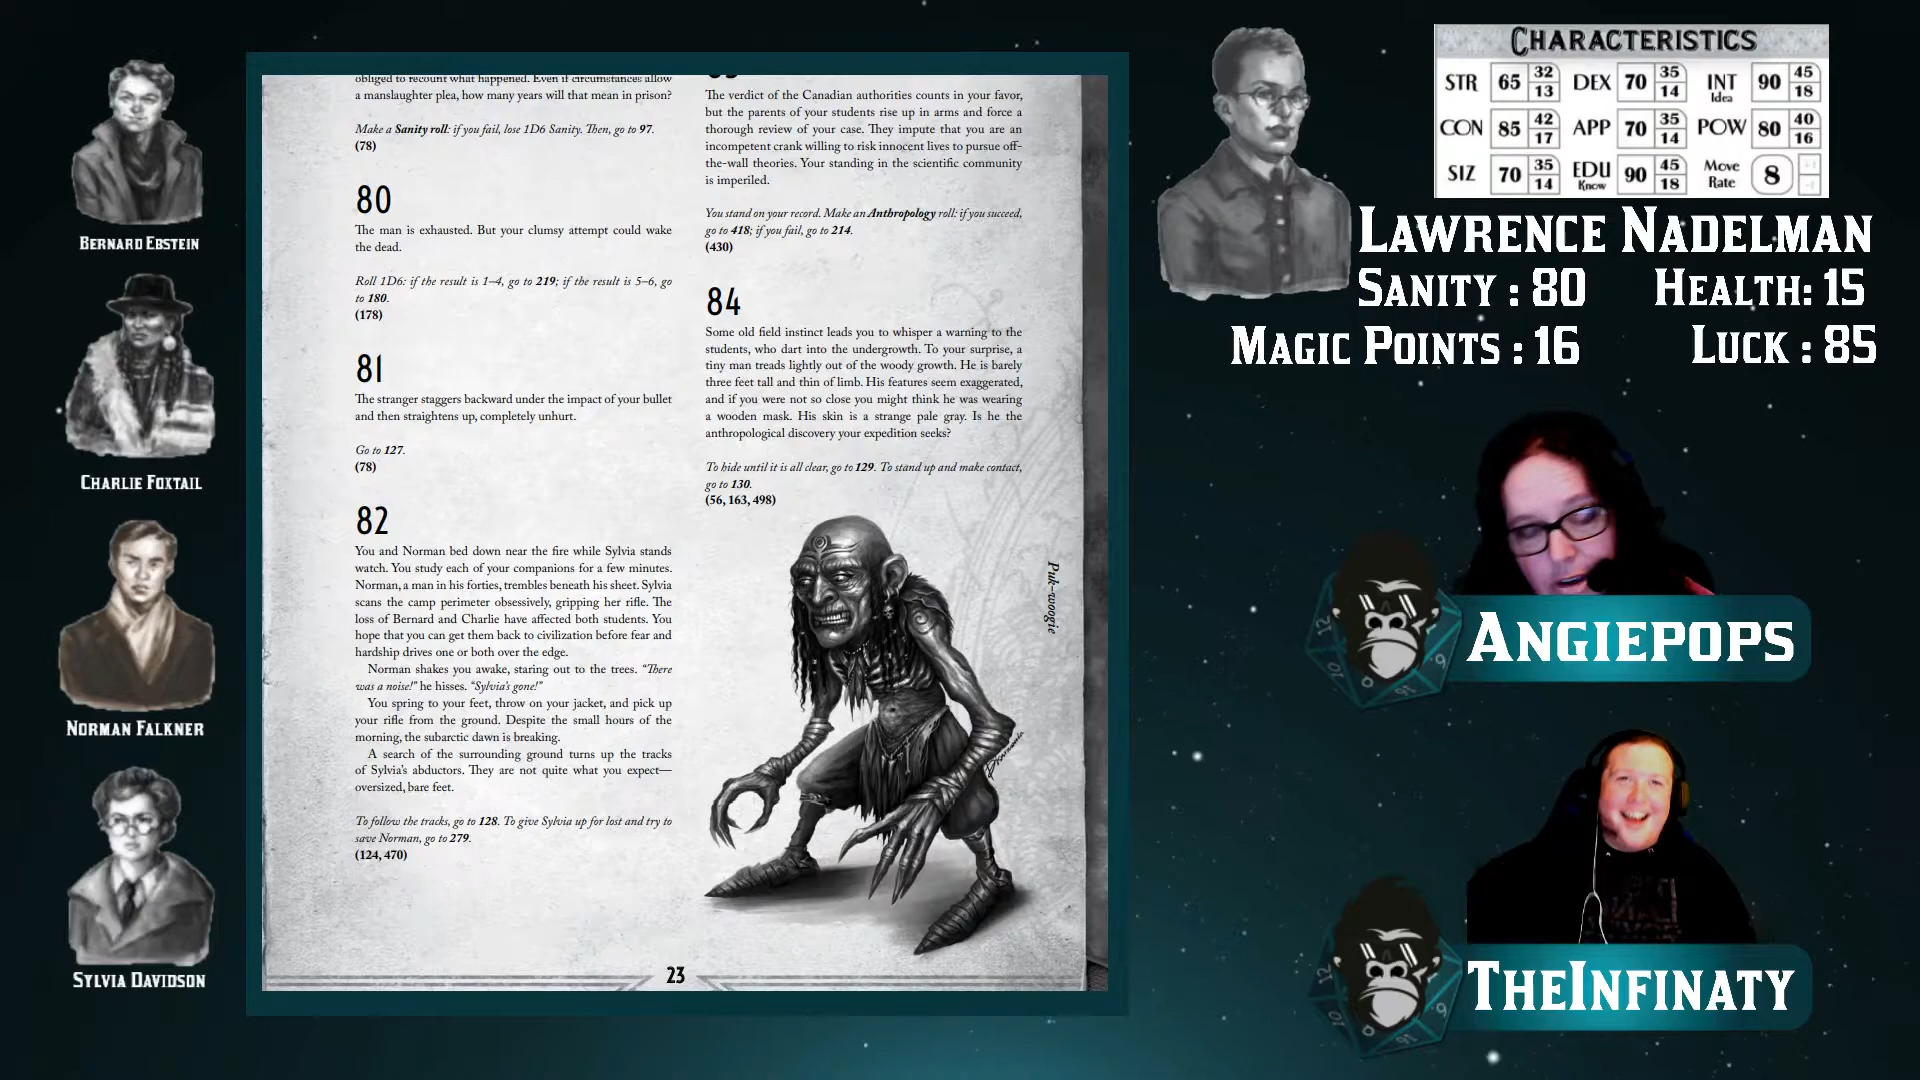 BERNARD EBSTEIN
CHARLIE FOXTAIL
NORMAN FALKNER
SYLVIA DAVIDSON
obliged to recount what happened. Even if circumstances allow
a manslaughter plea, how many years will that mean in prison?
Make a Sanity roll: if you fail, lose 1D6 Sanity. Then, go to 97.
(78)
80
The man is exhausted. But your clumsy attempt could wake
the dead.
Roll 1D6: if the result is 1–4, go to 219; if the result is 5–6, go
to 180.
(178)
81
The stranger staggers backward under the impact of your bullet
and then straightens up, completely unhurt.
Go to 127.
(78)
82
You and Norman bed down near the fire while Sylvia stands
watch. You study each of your companions for a few minutes.
Norman, a man in his forties, trembles beneath his sheet. Sylvia
scans the camp perimeter obsessively, gripping her rifle. The
loss of Bernard and Charlie have affected both students. You
hope that you can get them back to civilization before fear and
hardship drives one or both over the edge.
Norman shakes you awake, staring out to the trees. “There
was a noise!” he hisses. “Sylvia’s gone!”
You spring to your feet, throw on your jacket, and pick up
your rifle from the ground. Despite the small hours of the
morning, the subarctic dawn is breaking.
A search of the surrounding ground turns up the tracks
of Sylvia’s abductors. They are not quite what you expect—
oversized, bare feet.
To follow the tracks, go to 128. To give Sylvia up for lost and try to
save Norman, go to 279.
(124, 470)
The verdict of the Canadian authorities counts in your favor,
but the parents of your students rise up in arms and force a
thorough review of your case. They impute that you are an
incompetent crank willing to risk innocent lives to pursue off-
the-wall theories. Your standing in the scientific community
is imperiled.
You stand on your record. Make an Anthropology roll: if you succeed,
go to 418; if you fail, go to 214.
(430)
84
Some old field instinct leads you to whisper a warning to the
students, who dart into the undergrowth. To your surprise, a
tiny man treads lightly out of the woody growth. He is barely
three feet tall and thin of limb. His features seem exaggerated,
and if you were not so close you might think he was wearing
a wooden mask. His skin is a strange pale gray. Is he the
anthropological discovery your expedition seeks?
To hide until it is all clear, go to 129. To stand up and make contact,
go to 130.
(56, 163, 498)
Puk-woogie
23
CHARACTERISTICS
STR 65 32 13 DEX 70 35 14 INT Idea 90 45 18
CON 85 42 17 APP 70 35 14 POW 80 40 16
SIZ 70 35 14 EDU Know 90 45 18 Move Rate 8
LAWRENCE NADELMAN
SANITY : 80 HEALTH: 15
MAGIC POINTS : 16 LUCK : 85
ANGIEPOPS
THEINFINATY